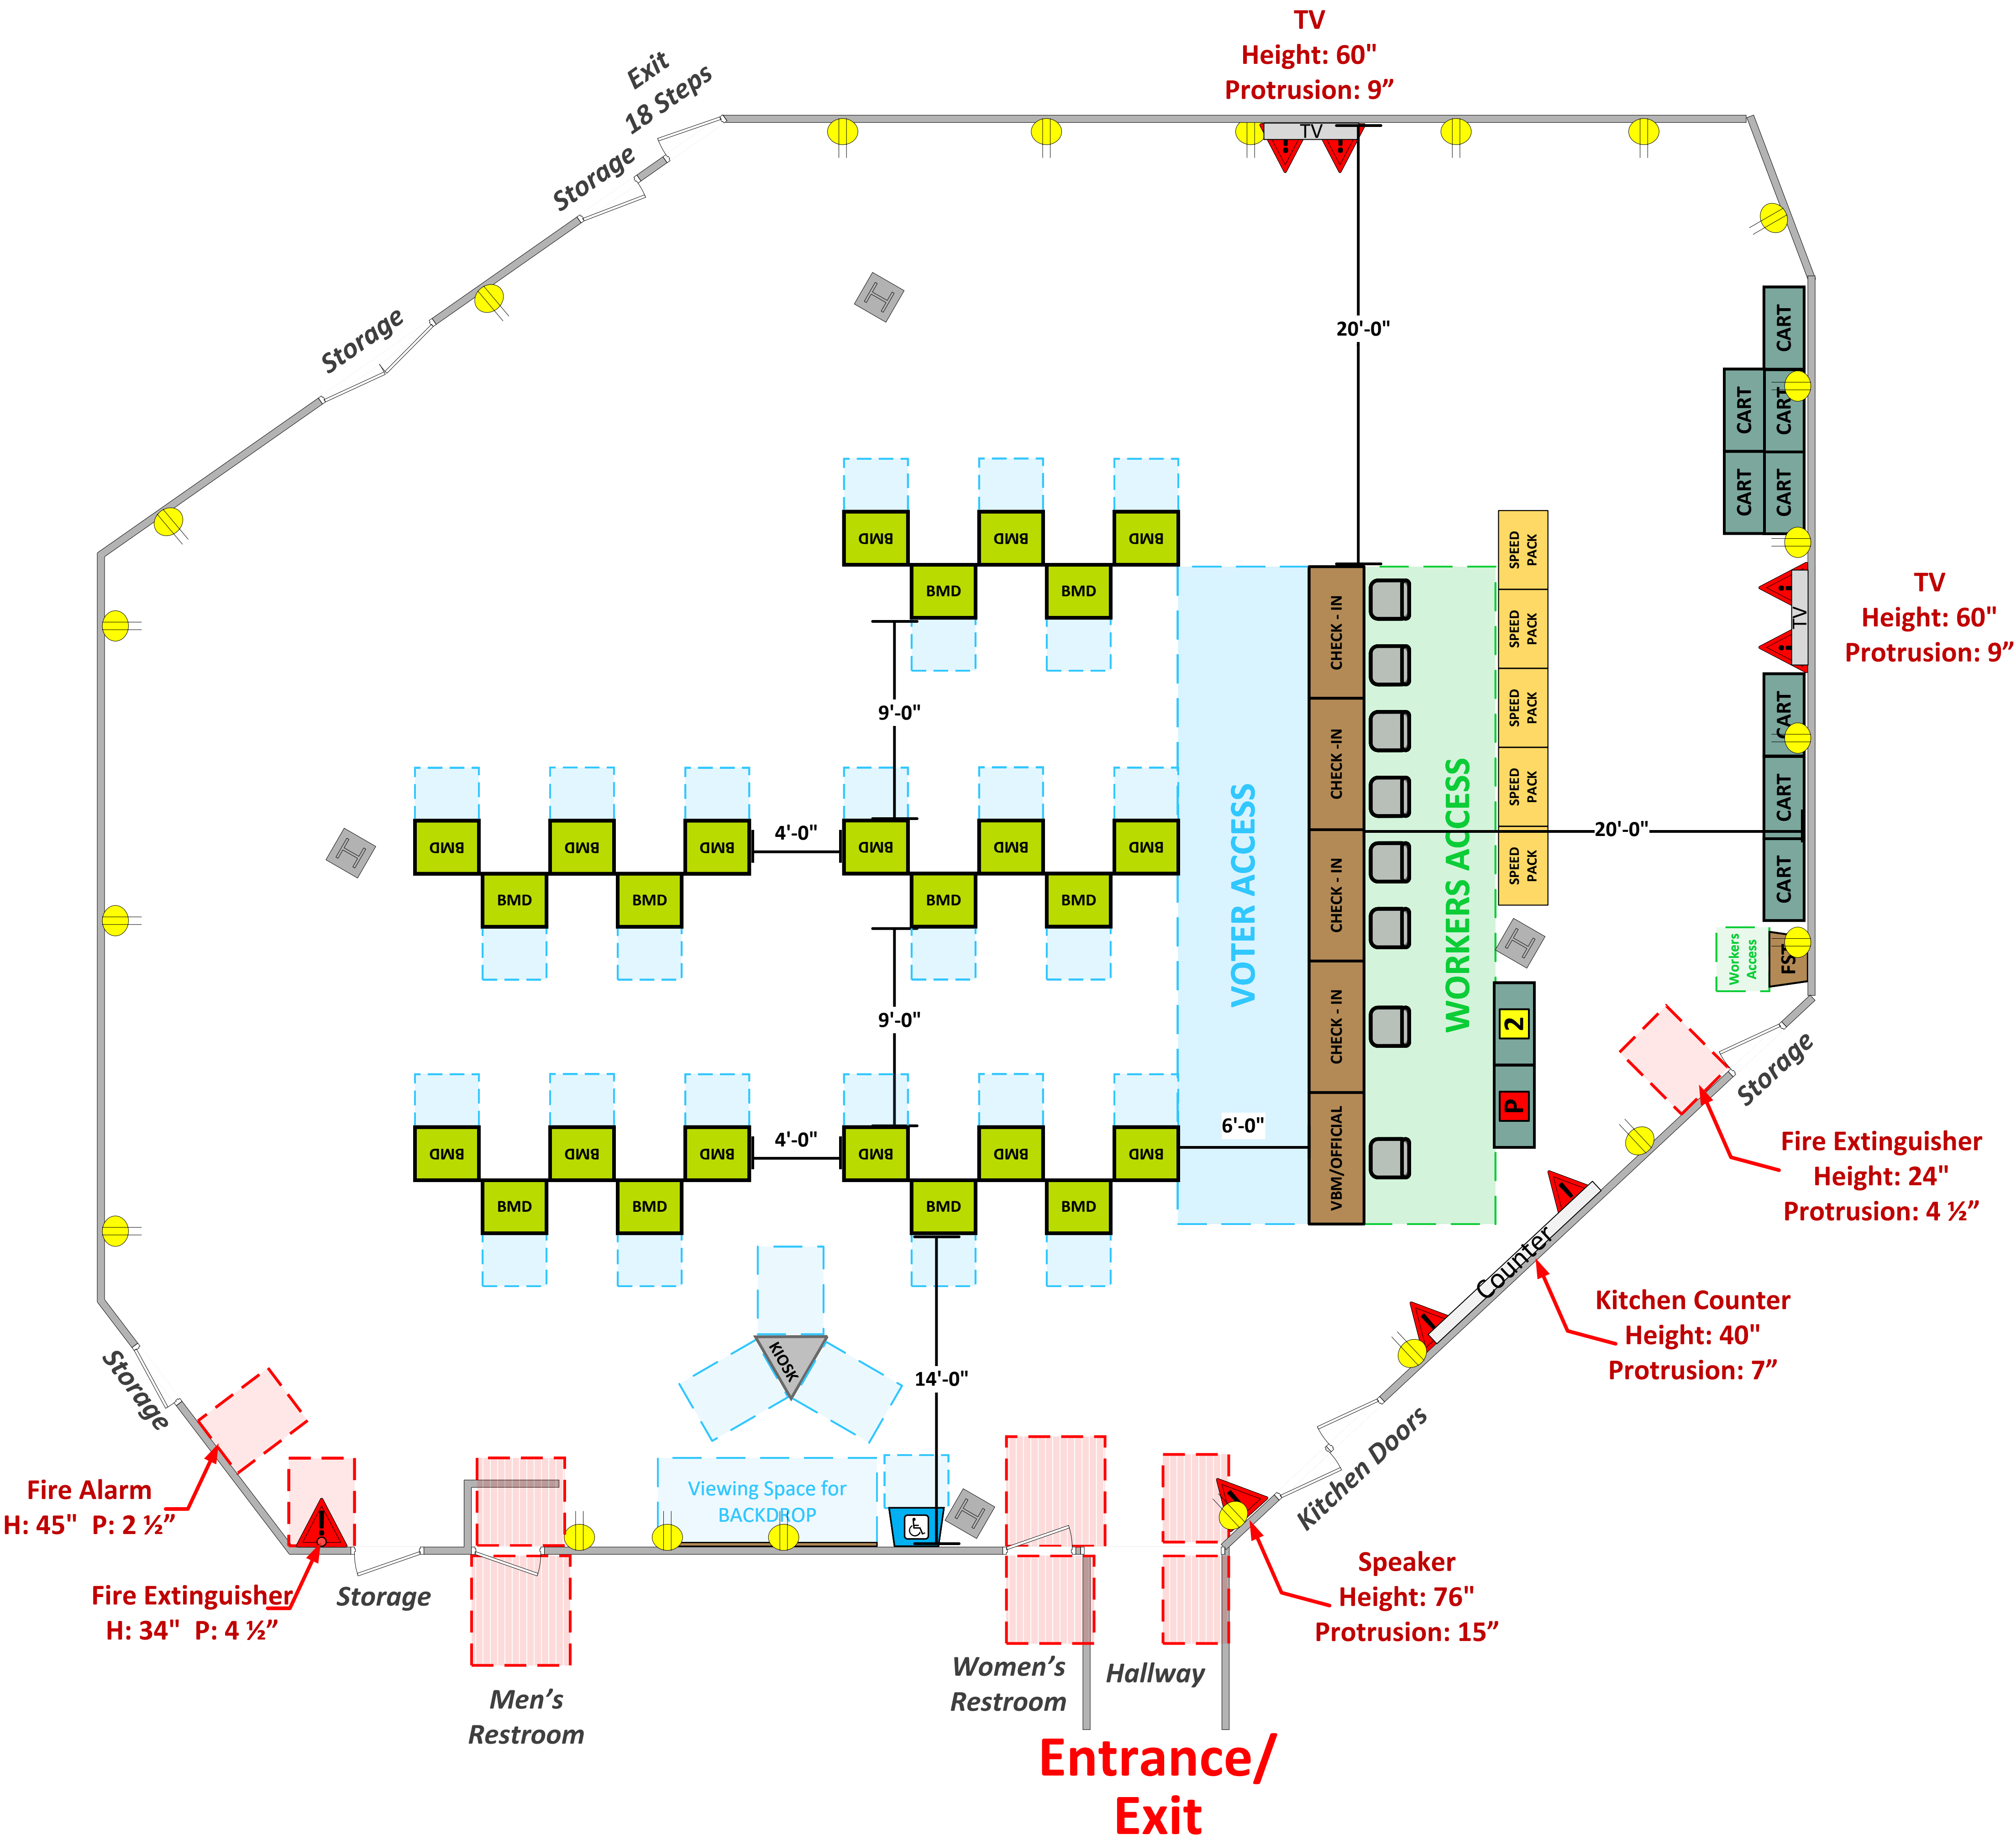 TV
Height: 60"
Protrusion: 9”
Exit
18 Steps
Storage
TV
Storage
H
20'-0"
CART
CART
CART
CART
CART
BMD
BMD
BMD
BMD
BMD
SPEED
PACK
SPEED
PACK
SPEED
PACK
SPEED
PACK
SPEED
PACK
CHECK - IN
CHECK -IN
CHECK - IN
CHECK - IN
VBM/OFFICIAL
VOTER ACCESS
WORKERS ACCESS
TV
TV
Height: 60"
Protrusion: 9”
CART
CART
CART
9'-0"
20'-0"
H
BMD
BMD
BMD
4'-0"
BMD
BMD
BMD
BMD
BMD
BMD
BMD
H
Workers
Access
FST
9'-0"
2
P
Storage
BMD
BMD
BMD
4'-0"
BMD
BMD
BMD
6'-0"
BMD
BMD
BMD
BMD
Fire Extinguisher
Height: 24"
Protrusion: 4 ½”
Counter
Kitchen Counter
Height: 40"
Protrusion: 7”
KIOSK
14'-0"
Storage
Kitchen Doors
Fire Alarm
H: 45" P: 2 ½”
Viewing Space for
BACKDROP
H
Fire Extinguisher
H: 34" P: 4 ½”
Storage
Speaker
Height: 76"
Protrusion: 15”
Men’s
Restroom
Women’s
Restroom
Hallway
Entrance/
Exit